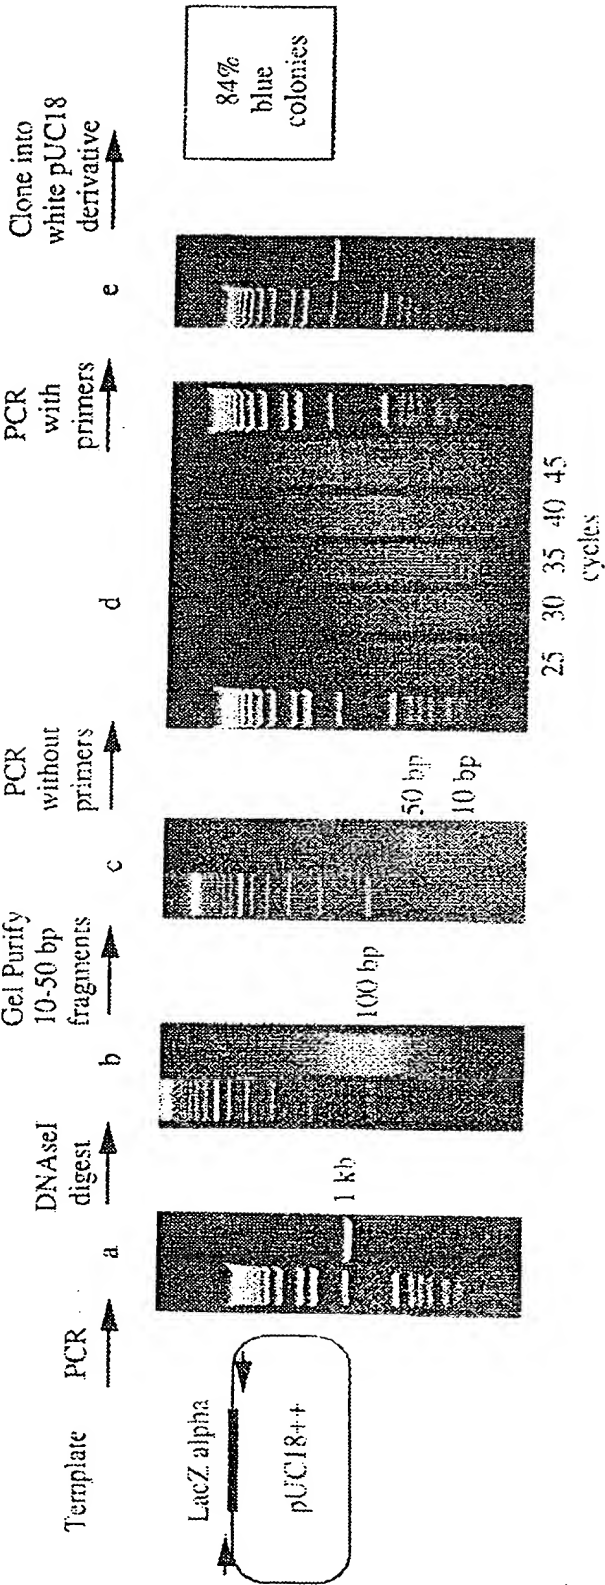 Template
PCR
DNAseI
digest
Gel Purify
10-50 bp
fragments
PCR
without
primers
PCR
with
primers
Clone into
white pUC18
derivative
a
b
c
d
e
LacZ alpha
pUC18++
1 kb
100 bp
50 bp
10 bp
25 30 35 40 45
cycles
84%
blue
colonies